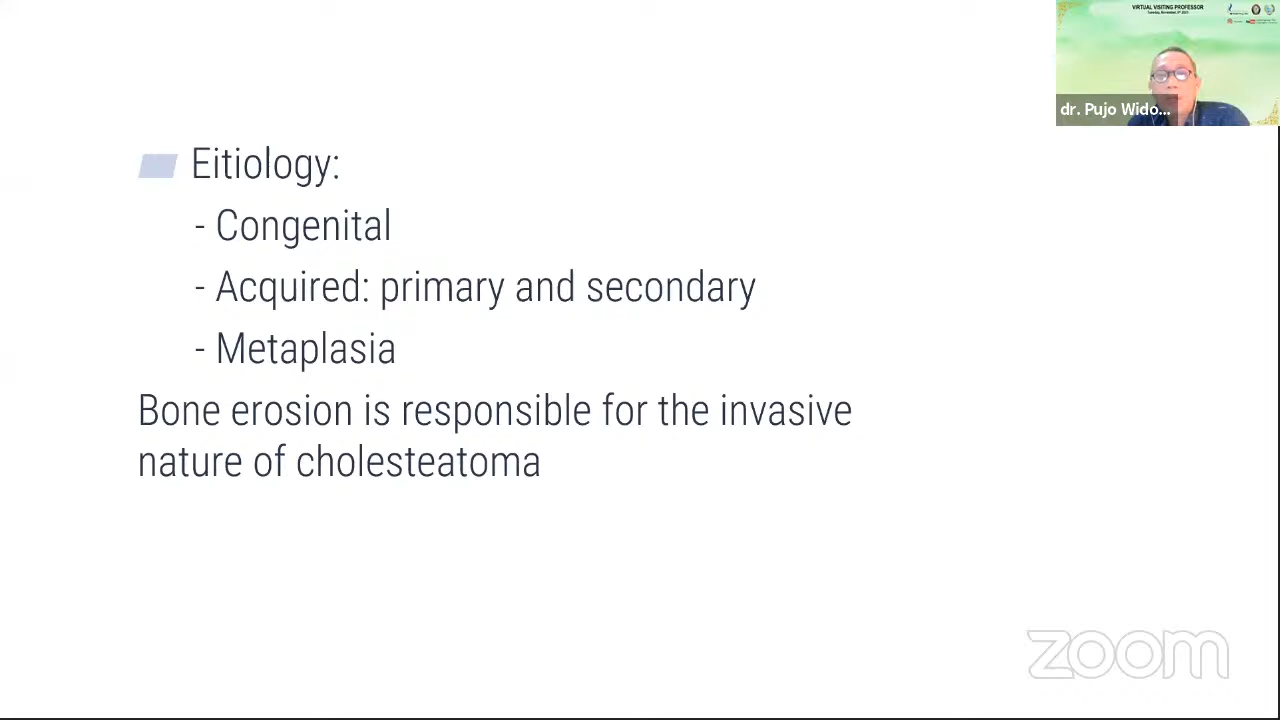 VIRTUAL VISITING PROFESSOR
dr. Pujo Wido...
Eitiology:
- Congenital
- Acquired: primary and secondary
- Metaplasia
Bone erosion is responsible for the invasive
nature of cholesteatoma
zoom